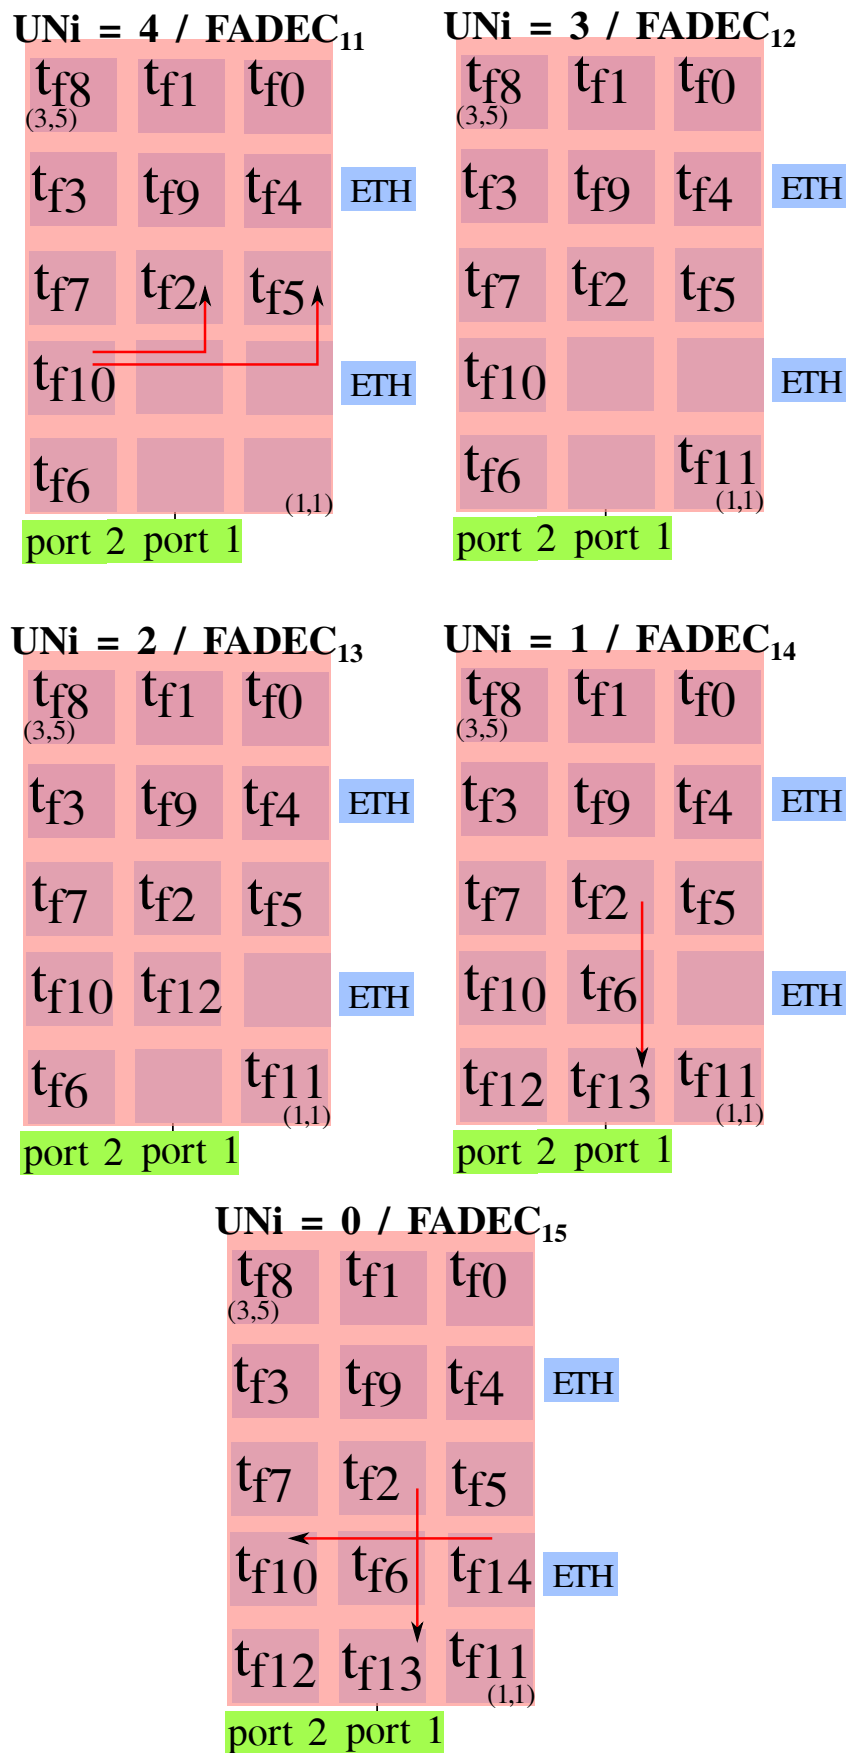 UNi = 4 / FADEC11
tf8 tf1 tf0
(3,5)
tf3 tf9 tf4 ETH
tf7 tf2 tf5
tf10 ETH
tf6
(1,1)
port 2 port 1
UNi = 3 / FADEC12
tf8 tf1 tf0
(3,5)
tf3 tf9 tf4 ETH
tf7 tf2 tf5
tf10 ETH
tf6 tf11
(1,1)
port 2 port 1
UNi = 2 / FADEC13
tf8 tf1 tf0
(3,5)
tf3 tf9 tf4 ETH
tf7 tf2 tf5
tf10 tf12 ETH
tf6 tf11
(1,1)
port 2 port 1
UNi = 1 / FADEC14
tf8 tf1 tf0
(3,5)
tf3 tf9 tf4 ETH
tf7 tf2 tf5
tf10 tf6 ETH
tf12 tf13 tf11
(1,1)
port 2 port 1
UNi = 0 / FADEC15
tf8 tf1 tf0
(3,5)
tf3 tf9 tf4 ETH
tf7 tf2 tf5
tf10 tf6 tf14 ETH
tf12 tf13 tf11
(1,1)
port 2 port 1